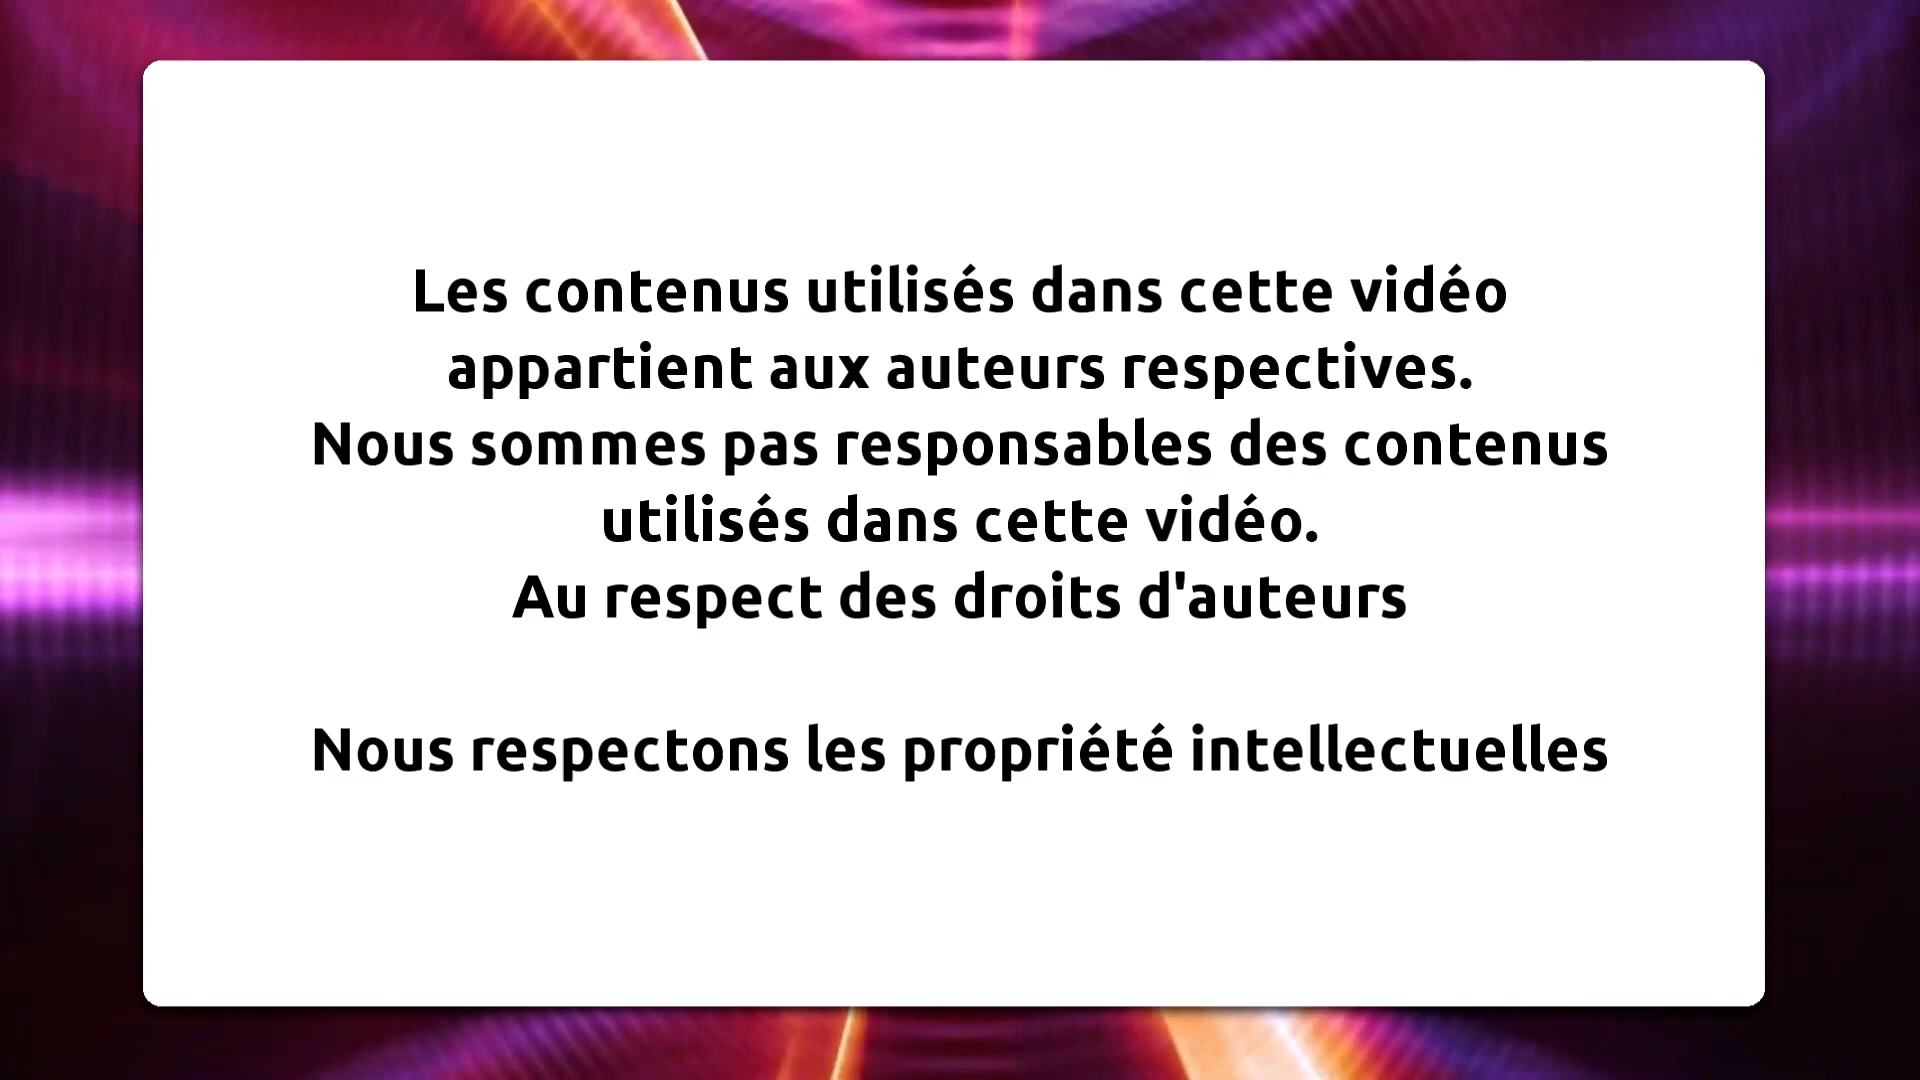 Les contenus utilisés dans cette vidéo
appartient aux auteurs respectives.
Nous sommes pas responsables des contenus
utilisés dans cette vidéo.
Au respect des droits d'auteurs
Nous respectons les propriété intellectuelles